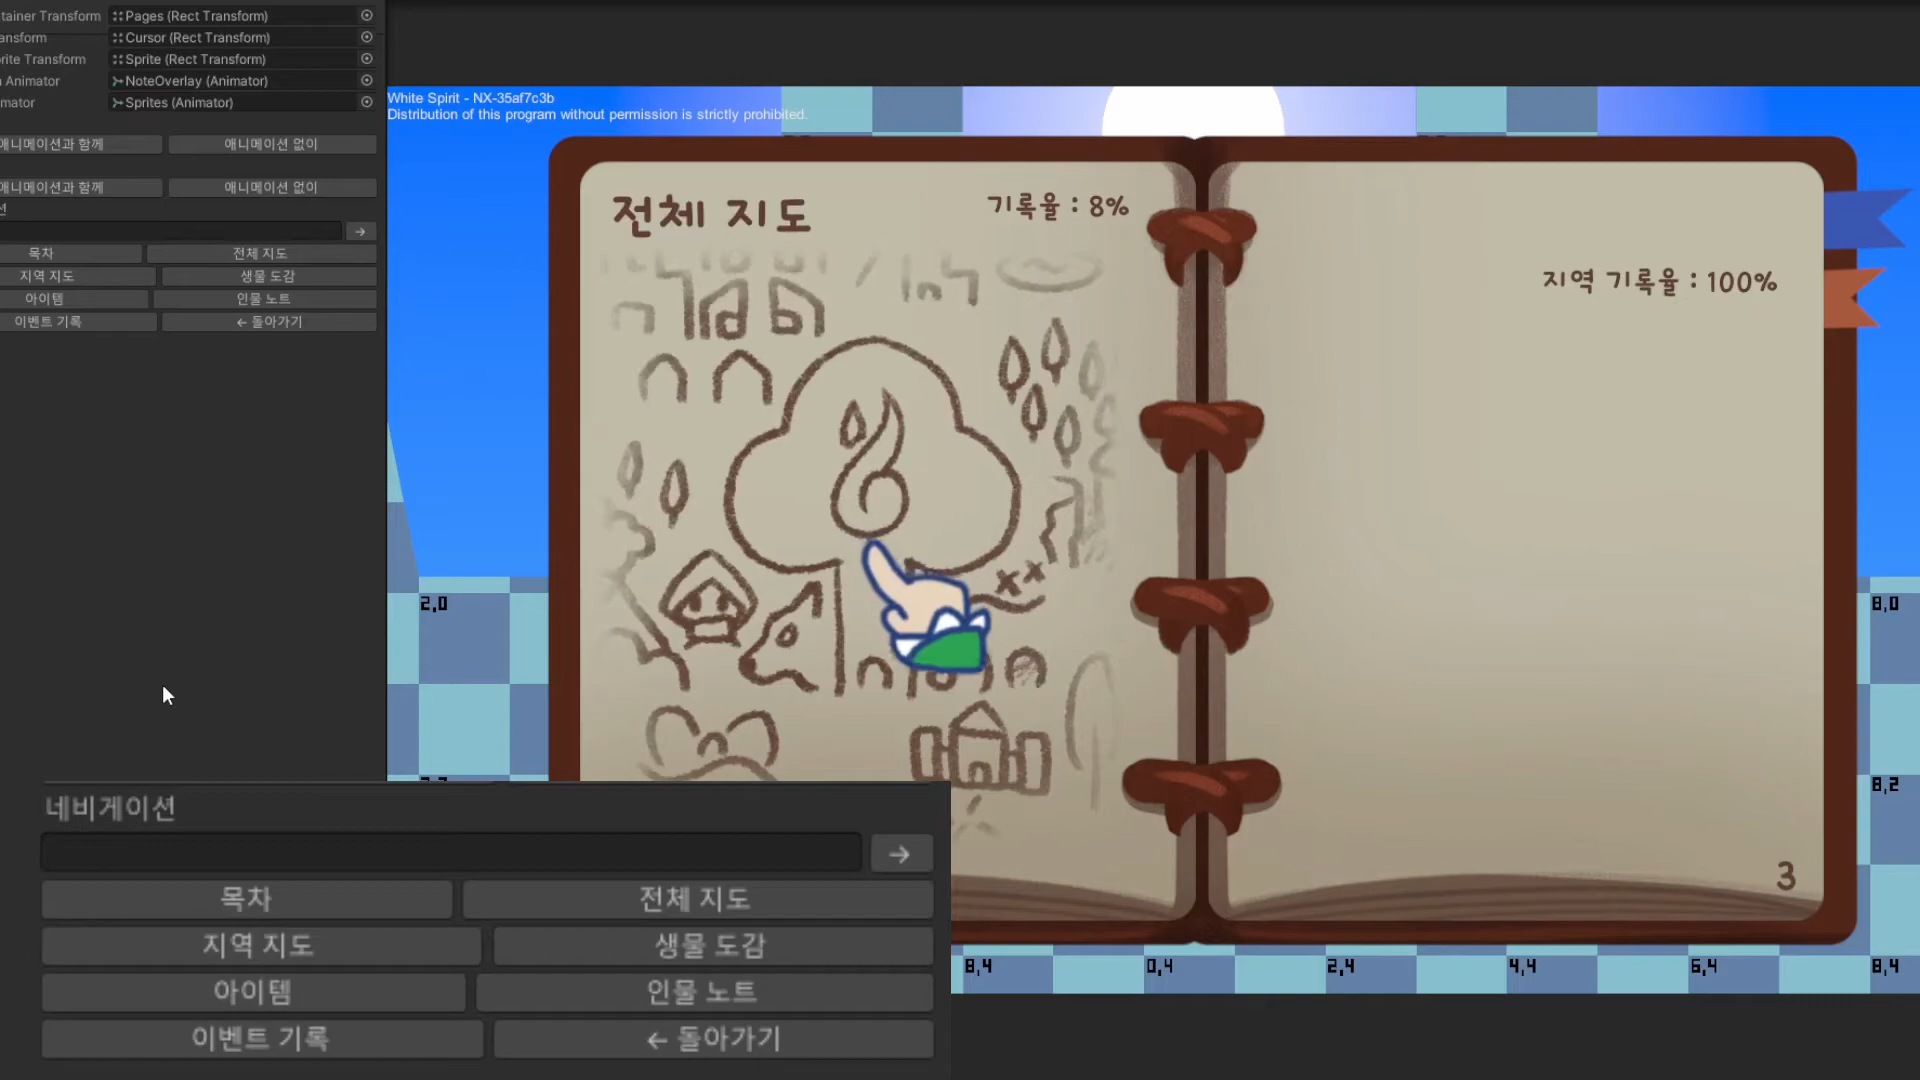 tainer Transform Pages (Rect Transform)
ansform Cursor (Rect Transform)
rite Transform Sprite (Rect Transform)
Animator NoteOverlay (Animator)
mator Sprites (Animator)
애니메이션과 함께 애니메이션 없이
애니메이션과 함께 애니메이션 없이
션
→
목차 전체 지도
지역 지도 생물 도감
아이템 인물 노트
이벤트 기록 ← 돌아가기
White Spirit - NX-35af7c3b
Distribution of this program without permission is strictly prohibited.
전체 지도
기록율 : 8%
지역 기록율 : 100%
3
2,0
8,0
8,2
8,4 0,4 2,4 4,4 6,4 8,4
네비게이션
→
목차 전체 지도
지역 지도 생물 도감
아이템 인물 노트
이벤트 기록 ← 돌아가기